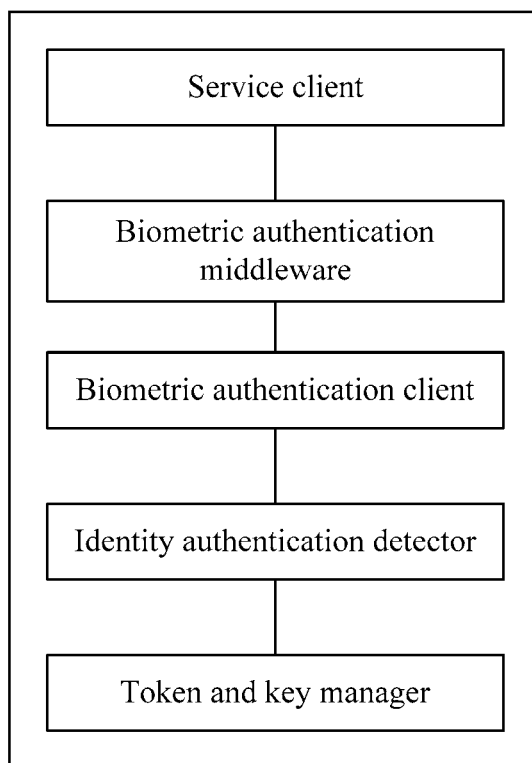 Service client
Biometric authentication
middleware
Biometric authentication client
Identity authentication detector
Token and key manager